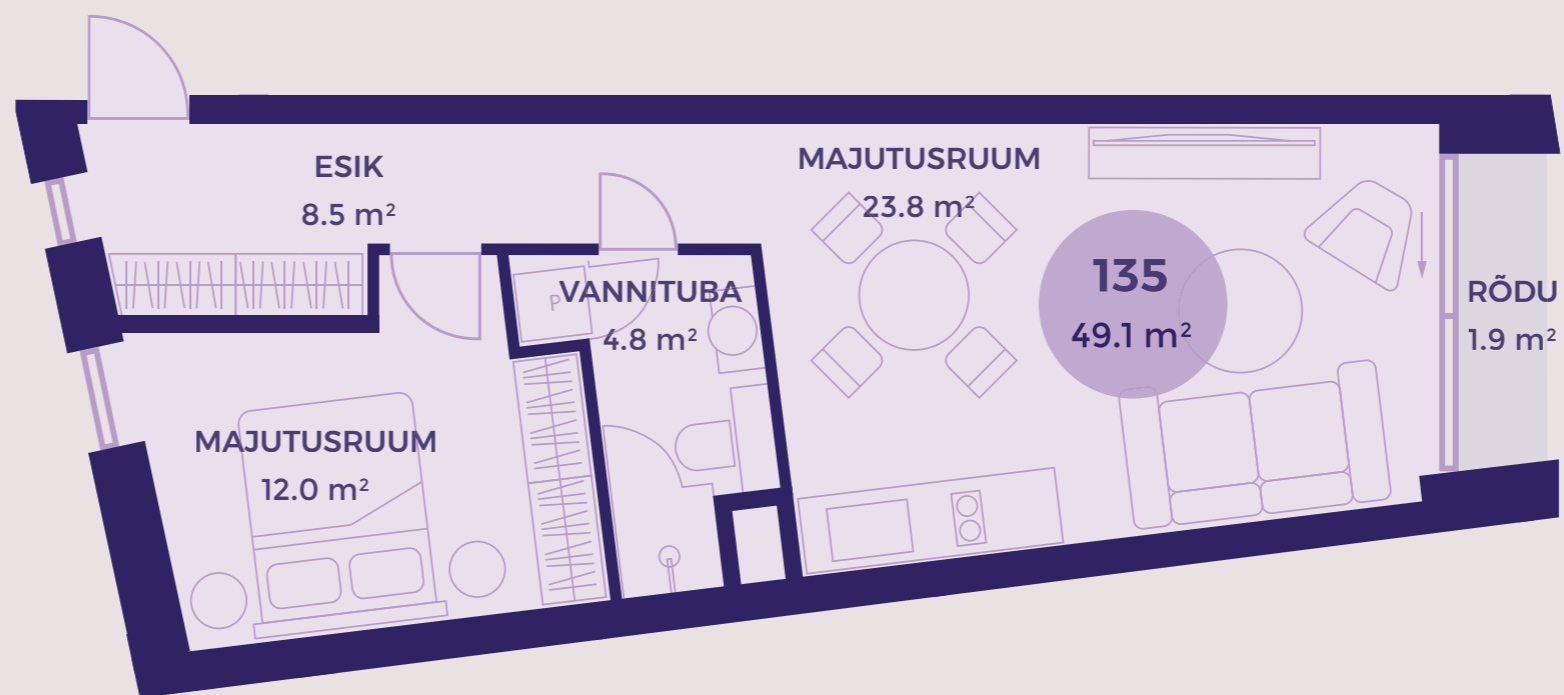 ESIK
8.5 m²
MAJUTUSRUUM
23.8 m²
135
49.1 m²
RÕDU
1.9 m²
P
VANNITUBA
4.8 m²
MAJUTUSRUUM
12.0 m²